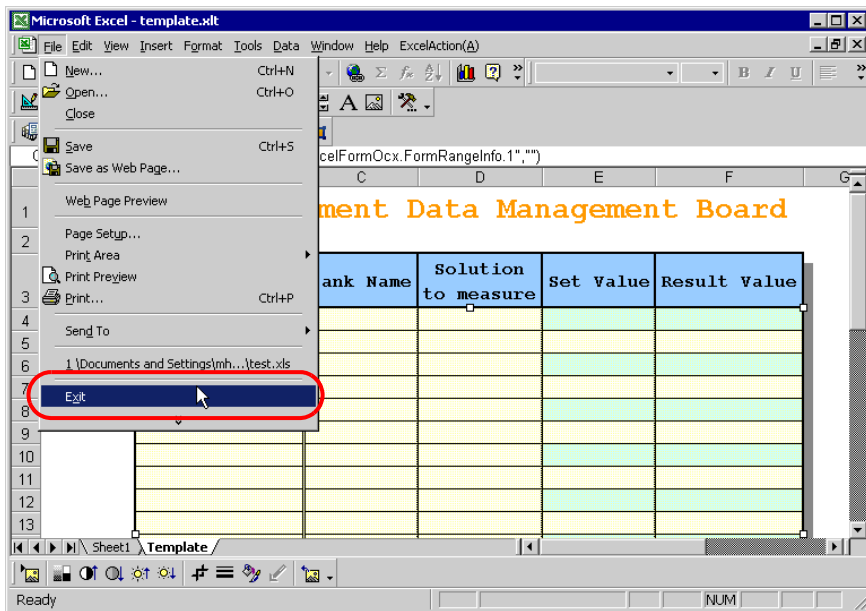 Microsoft Excel - template.xlt
File Edit View Insert Format Tools Data Window Help ExcelAction(A)
New... Ctrl+N
Open... Ctrl+O
Close
Save Ctrl+S
Save as Web Page...
Web Page Preview
Page Setup...
Print Area
Print Preview
Print... Ctrl+P
Send To
1 \Documents and Settings\mh...\test.xls
Exit
B I U
A
celFormOcx.FormRangeInfo.1","")
C D E F G
1 ment Data Management Board
2
3 ank Name Solution to measure Set Value Result Value
4
5
6
7
8
9
10
11
12
13
Sheet1 Template
Ready NUM